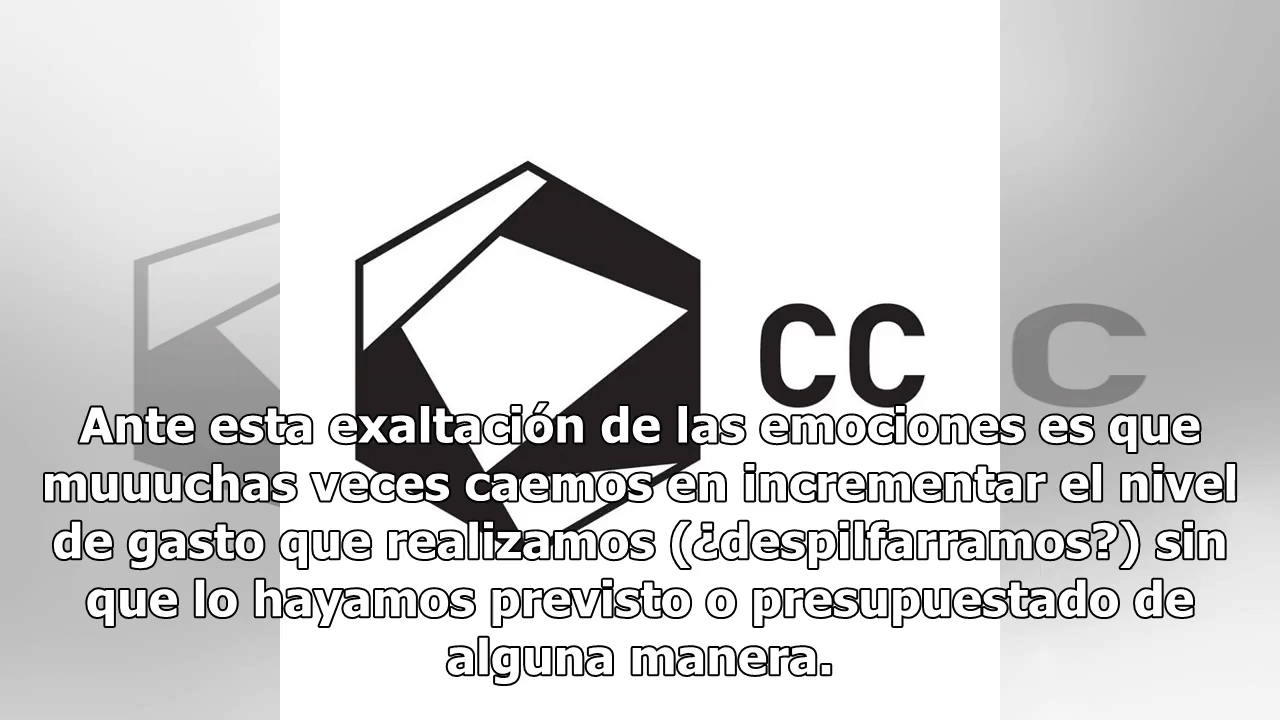 CC
C
Ante esta exaltación de las emociones es que
muuuchas veces caemos en incrementar el nivel
de gasto que realizamos (¿despilfarramos?) sin
que lo hayamos previsto o presupuestado de
alguna manera.